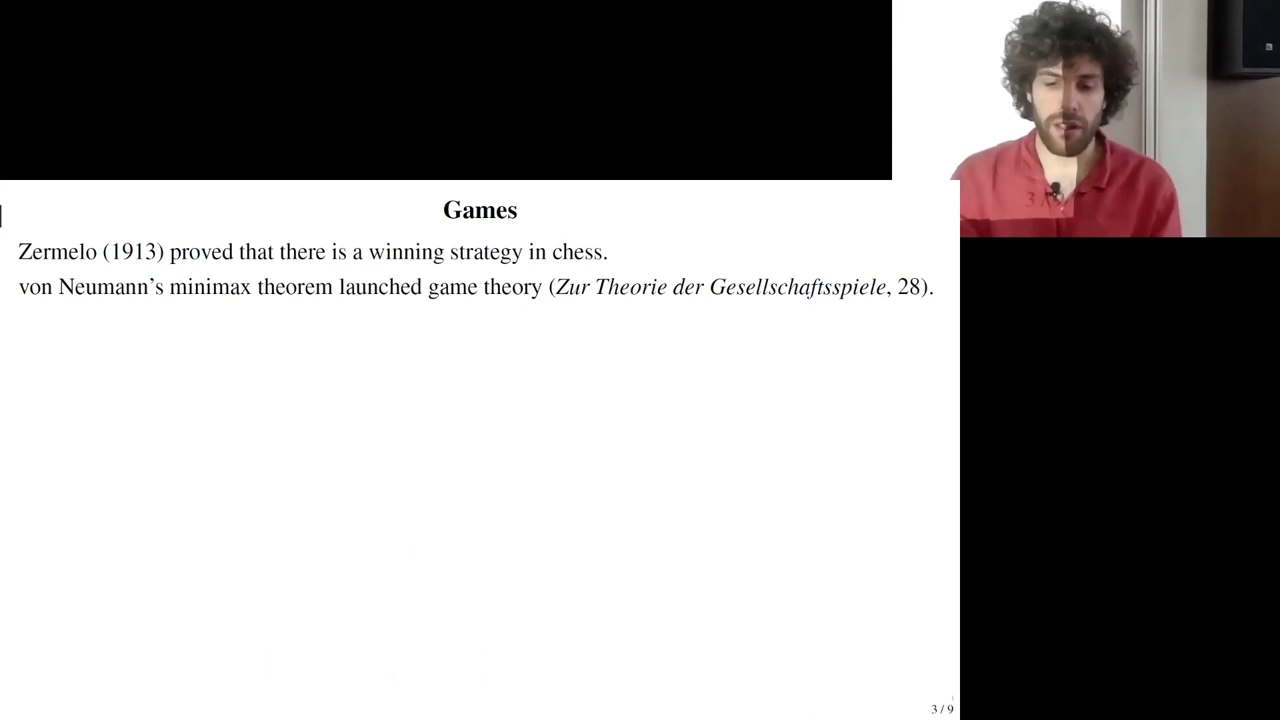 Games
Zermelo (1913) proved that there is a winning strategy in chess.
von Neumann’s minimax theorem launched game theory (Zur Theorie der Gesellschaftsspiele, 28).
3 / 9